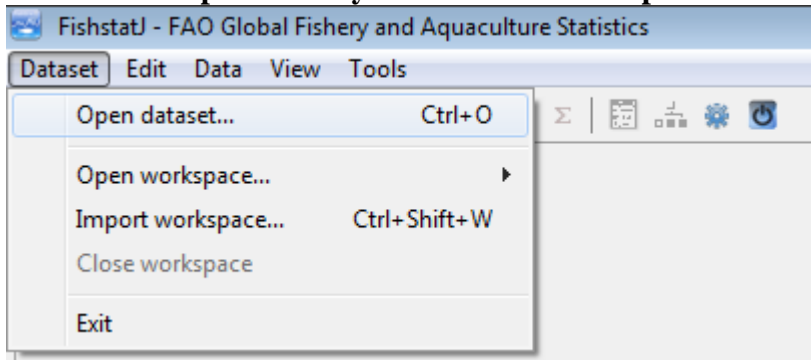 FishstatJ - FAO Global Fishery and Aquaculture Statistics
Dataset Edit Data View Tools
Open dataset... Ctrl+O
Σ
Open workspace...
Import workspace... Ctrl+Shift+W
Close workspace
Exit